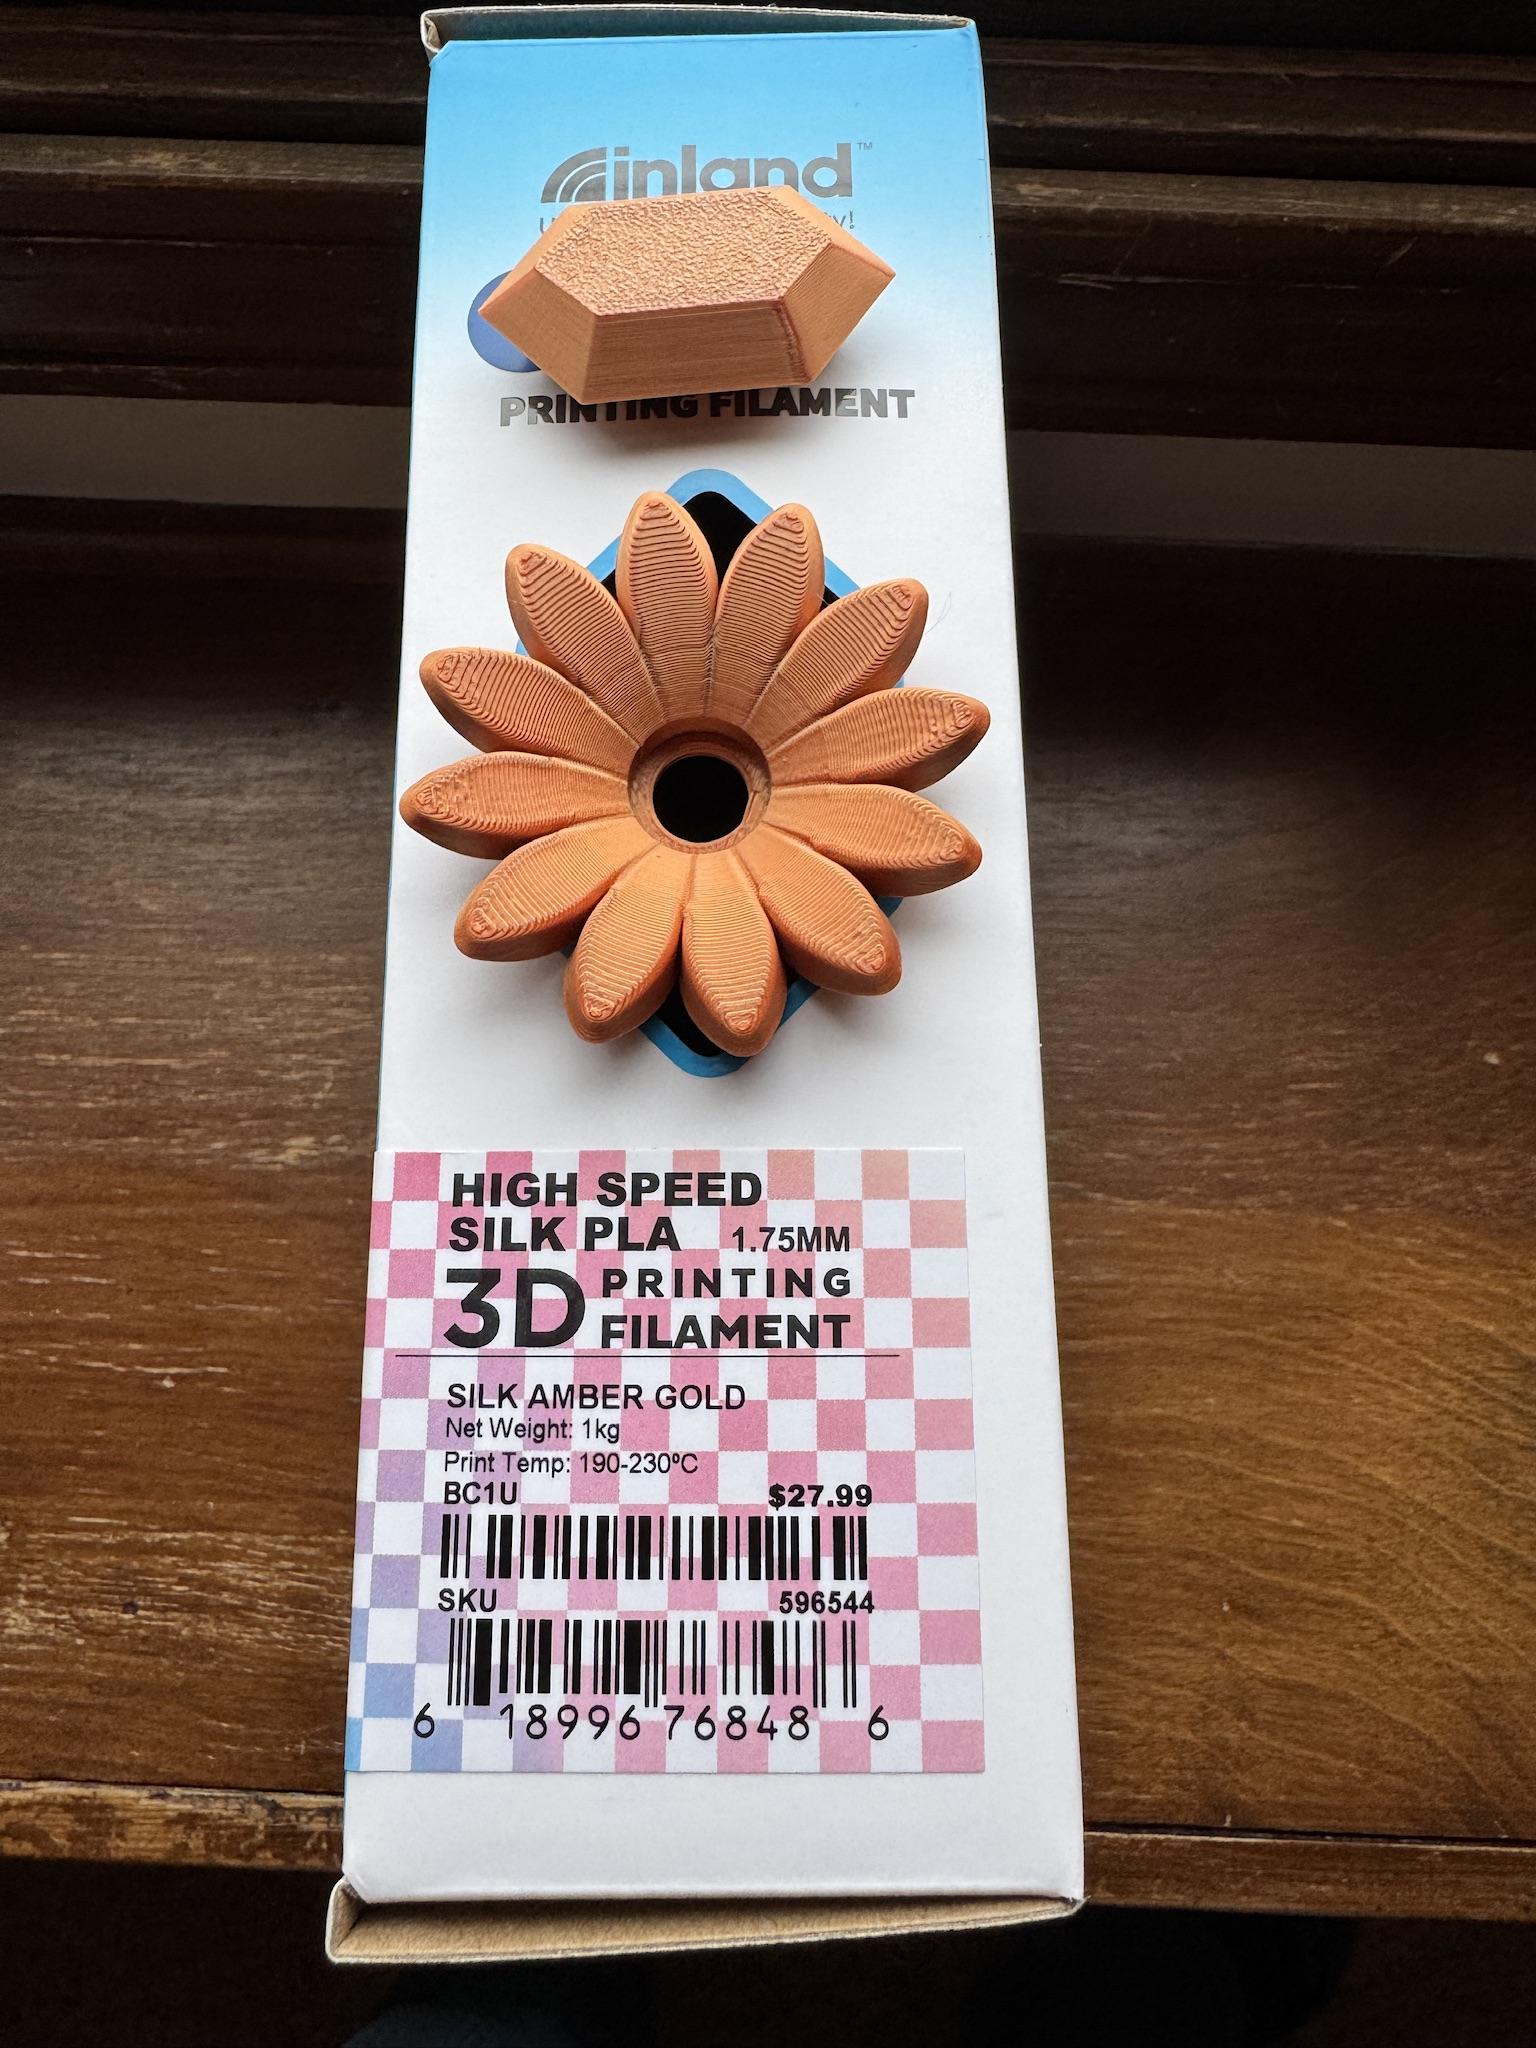 inland™
PRINTING FILAMENT
HIGH SPEED
SILK PLA 1.75MM
3D PRINTING
FILAMENT
SILK AMBER GOLD
Net Weight: 1kg
Print Temp: 190-230ºC
BC1U $27.99
SKU 596544
6 18996 76848 6